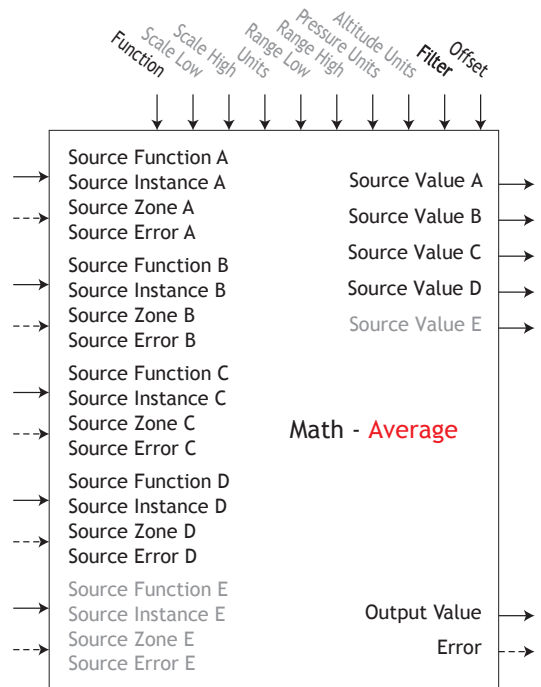 Function
Scale Low
Scale High
Units
Range Low
Range High
Pressure Units
Altitude Units
Filter
Offset
Source Function A
Source Instance A
Source Zone A
Source Error A
Source Function B
Source Instance B
Source Zone B
Source Error B
Source Function C
Source Instance C
Source Zone C
Source Error C
Source Function D
Source Instance D
Source Zone D
Source Error D
Source Function E
Source Instance E
Source Zone E
Source Error E
Source Value A
Source Value B
Source Value C
Source Value D
Source Value E
Math - Average
Output Value
Error